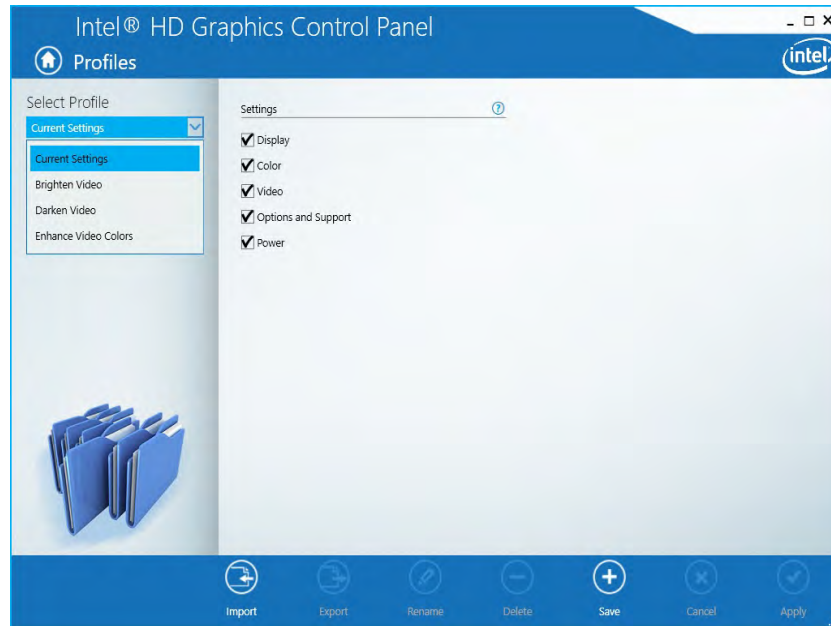 Intel® HD Graphics Control Panel
Profiles
intel
Select Profile
Current Settings
Current Settings
Brighten Video
Darken Video
Enhance Video Colors
Settings
?
Display
Color
Video
Options and Support
Power
Import Export Rename Delete Save Cancel Apply